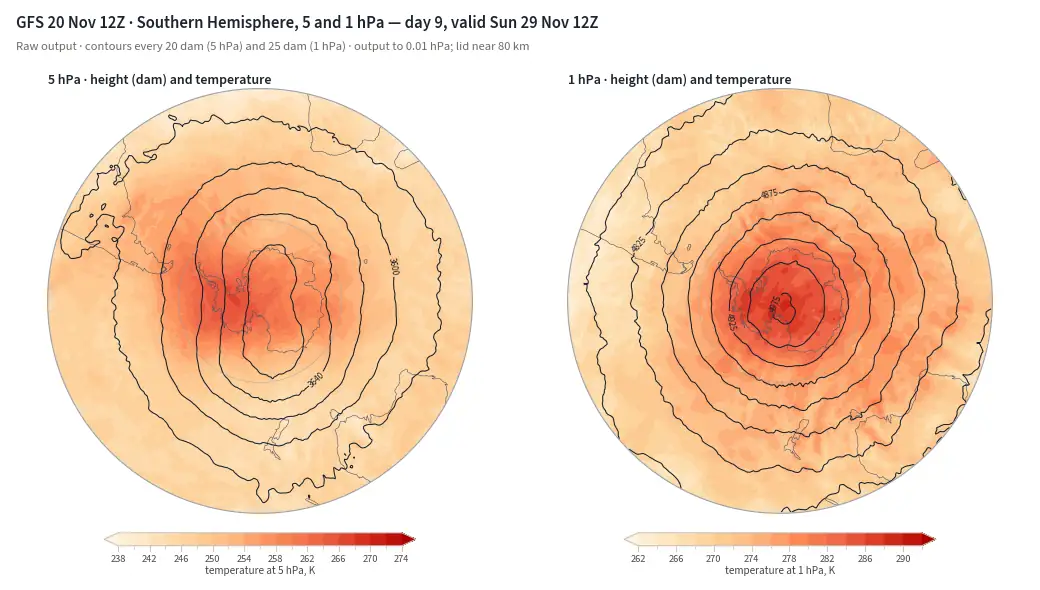 GFS 20 Nov 12Z · Southern Hemisphere, 5 and 1 hPa — day 9, valid Sun 29 Nov 12Z
Raw output · contours every 20 dam (5 hPa) and 25 dam (1 hPa) · output to 0.01 hPa; lid near 80 km
5 hPa · height (dam) and temperature
1 hPa · height (dam) and temperature
3600
3640
4875
4825
4975
4925
238 242 246 250 254 258 262 266 270 274
temperature at 5 hPa, K
262 266 270 274 278 282 286 290
temperature at 1 hPa, K